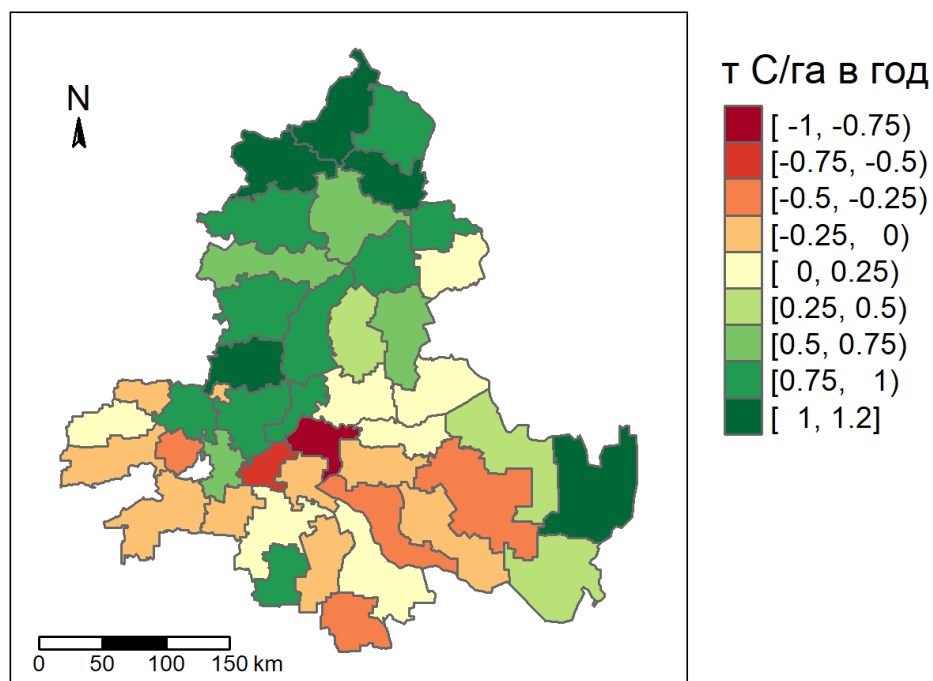 т С/га в год
N
[ -1, -0.75)
[-0.75, -0.5)
[-0.5, -0.25)
[-0.25,   0)
[  0, 0.25)
[0.25, 0.5)
[0.5, 0.75)
[0.75,   1)
[  1, 1.2]
0 50 100 150 km